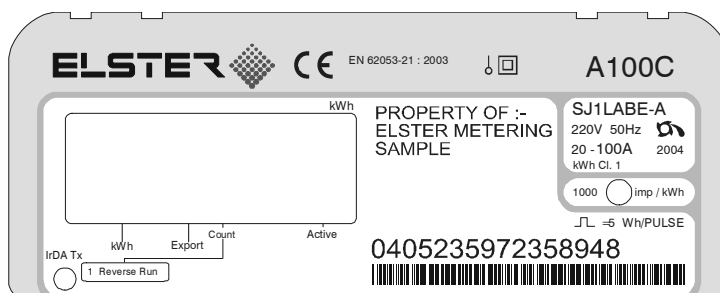 ELSTER CE EN 62053-21 : 2003 A100C
kWh
PROPERTY OF :-
ELSTER METERING
SAMPLE
SJ1LABE-A
220V 50Hz
20 - 100A 2004
kWh Cl. 1
1000 imp / kWh
=5 Wh/PULSE
kWh Export Count Active
IrDA Tx
1 Reverse Run
0405235972358948